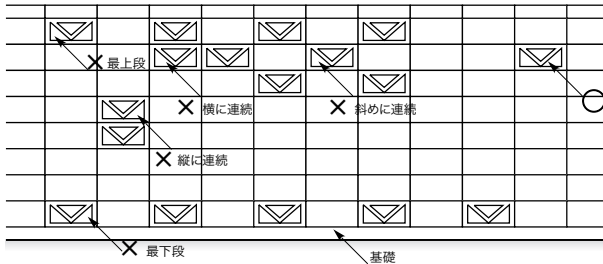 × 最上段
× 横に連続
× 斜めに連続
○
× 縦に連続
× 最下段
基礎